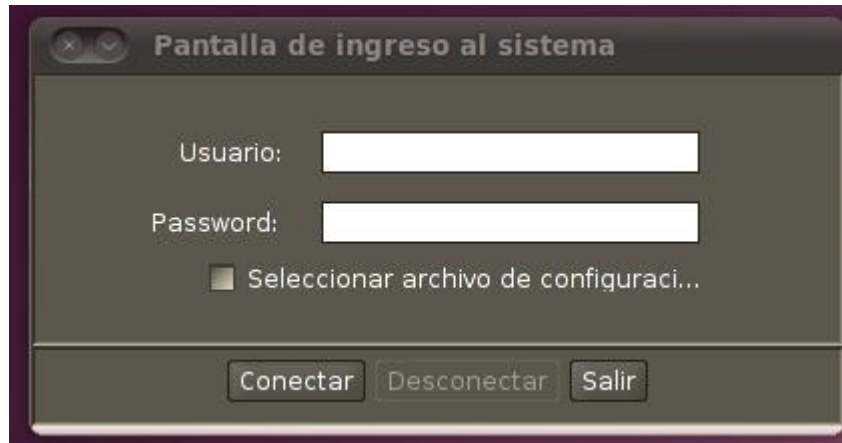 Pantalla de ingreso al sistema
Usuario:
Password:
Seleccionar archivo de configuraci...
Conectar Desconectar Salir